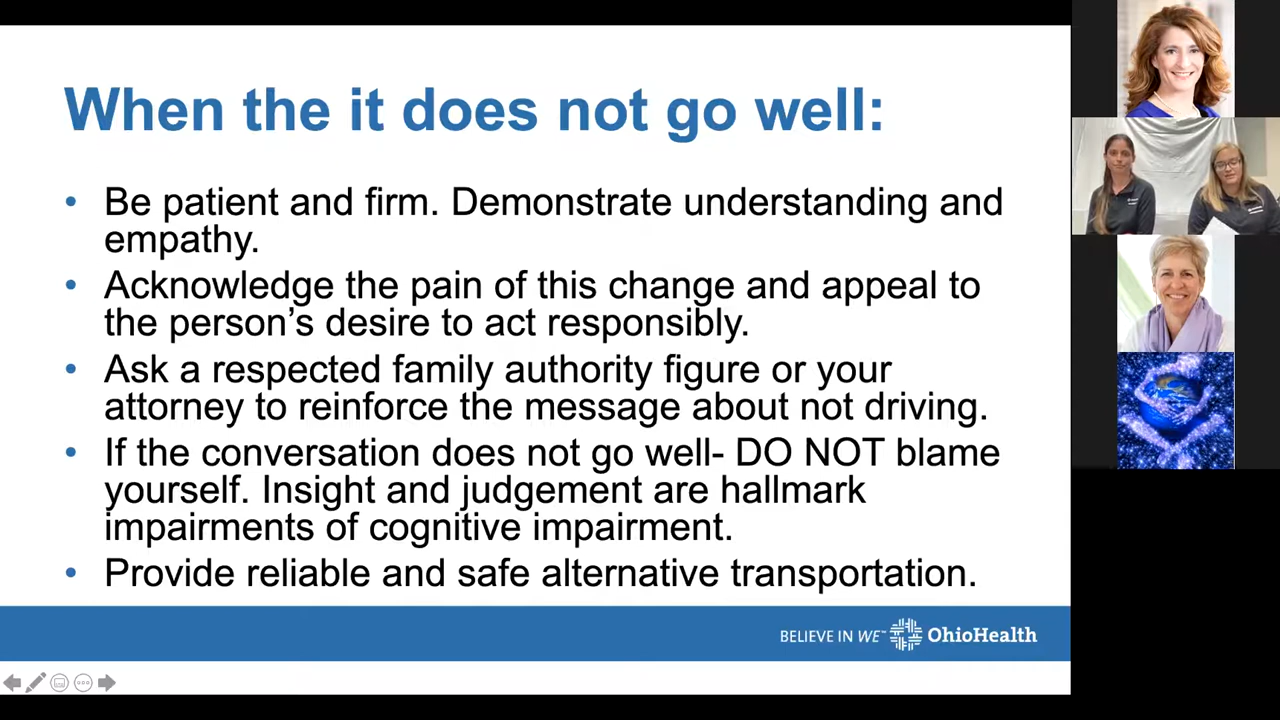 When the it does not go well:
• Be patient and firm. Demonstrate understanding and
empathy.
• Acknowledge the pain of this change and appeal to
the person’s desire to act responsibly.
• Ask a respected family authority figure or your
attorney to reinforce the message about not driving.
• If the conversation does not go well- DO NOT blame
yourself. Insight and judgement are hallmark
impairments of cognitive impairment.
• Provide reliable and safe alternative transportation.
BELIEVE IN WE™ OhioHealth